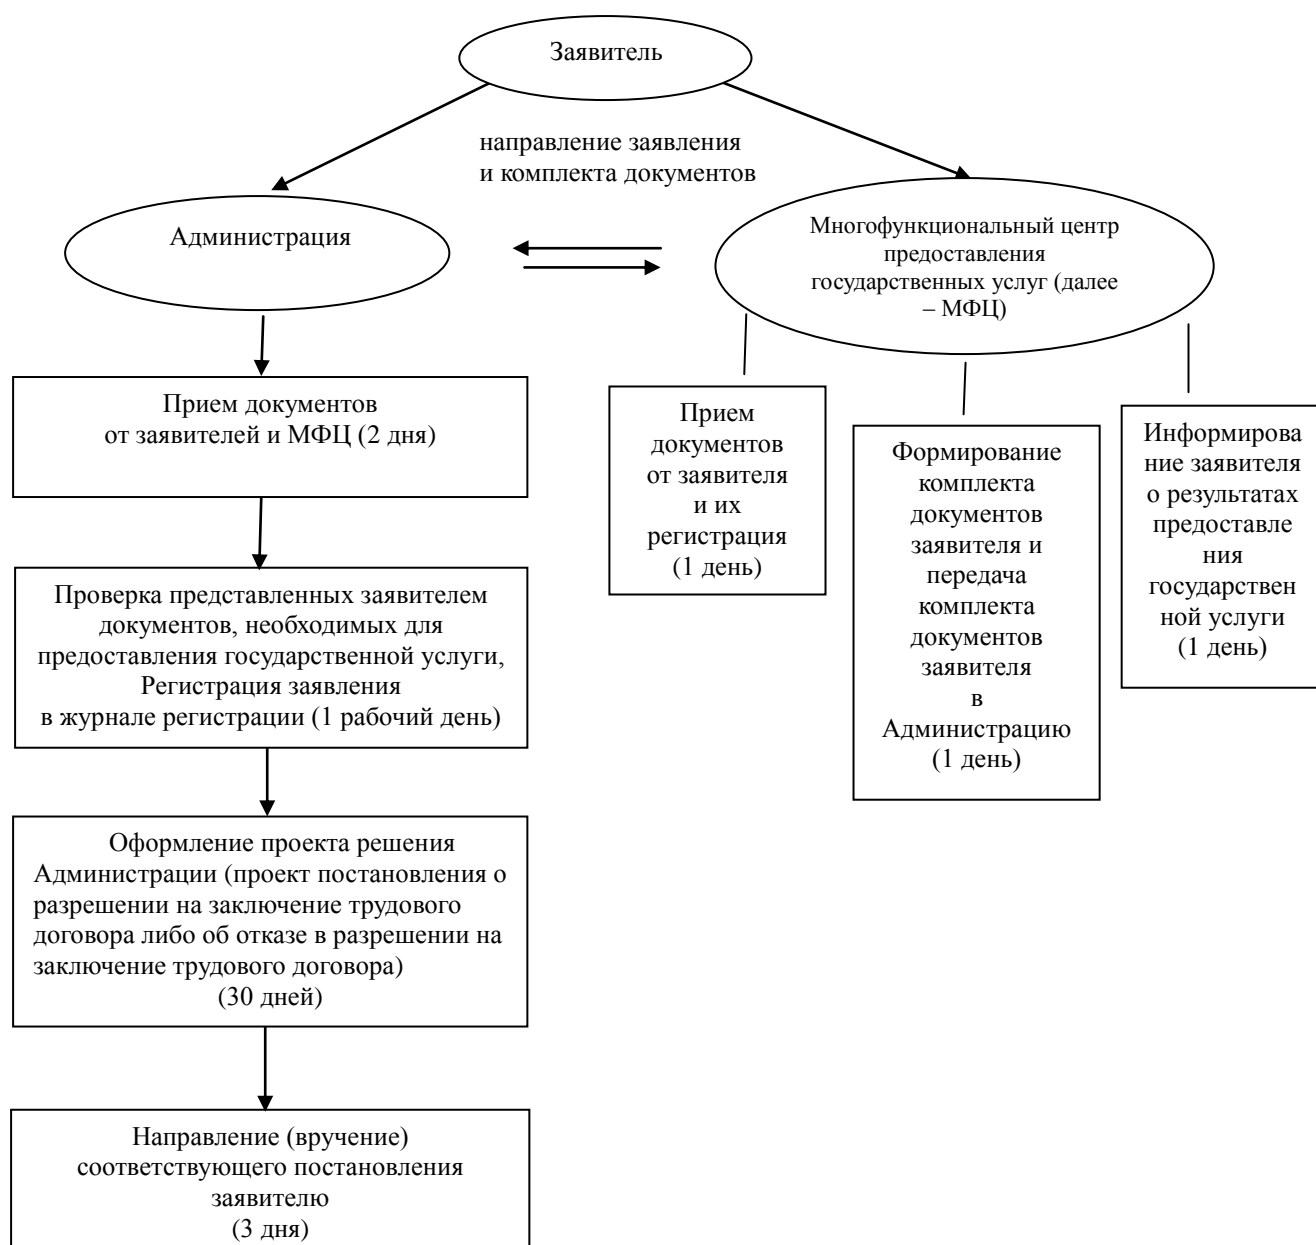 Заявитель
направление заявления
и комплекта документов
Администрация
Многофункциональный центр
предоставления
государственных услуг (далее
– МФЦ)
Прием документов
от заявителей и МФЦ (2 дня)
Проверка представленных заявителем
документов, необходимых для
предоставления государственной услуги,
Регистрация заявления
в журнале регистрации (1 рабочий день)
Оформление проекта решения
Администрации (проект постановления о
разрешении на заключение трудового
договора либо об отказе в разрешении на
заключение трудового договора)
(30 дней)
Направление (вручение)
соответствующего постановления
заявителю
(3 дня)
Прием
документов
от заявителя
и их
регистрация
(1 день)
Формирование
комплекта
документов
заявителя и
передача
комплекта
документов
заявителя
в
Администрацию
(1 день)
Информирова
ние заявителя
о результатах
предоставле
ния
государствен
ной услуги
(1 день)